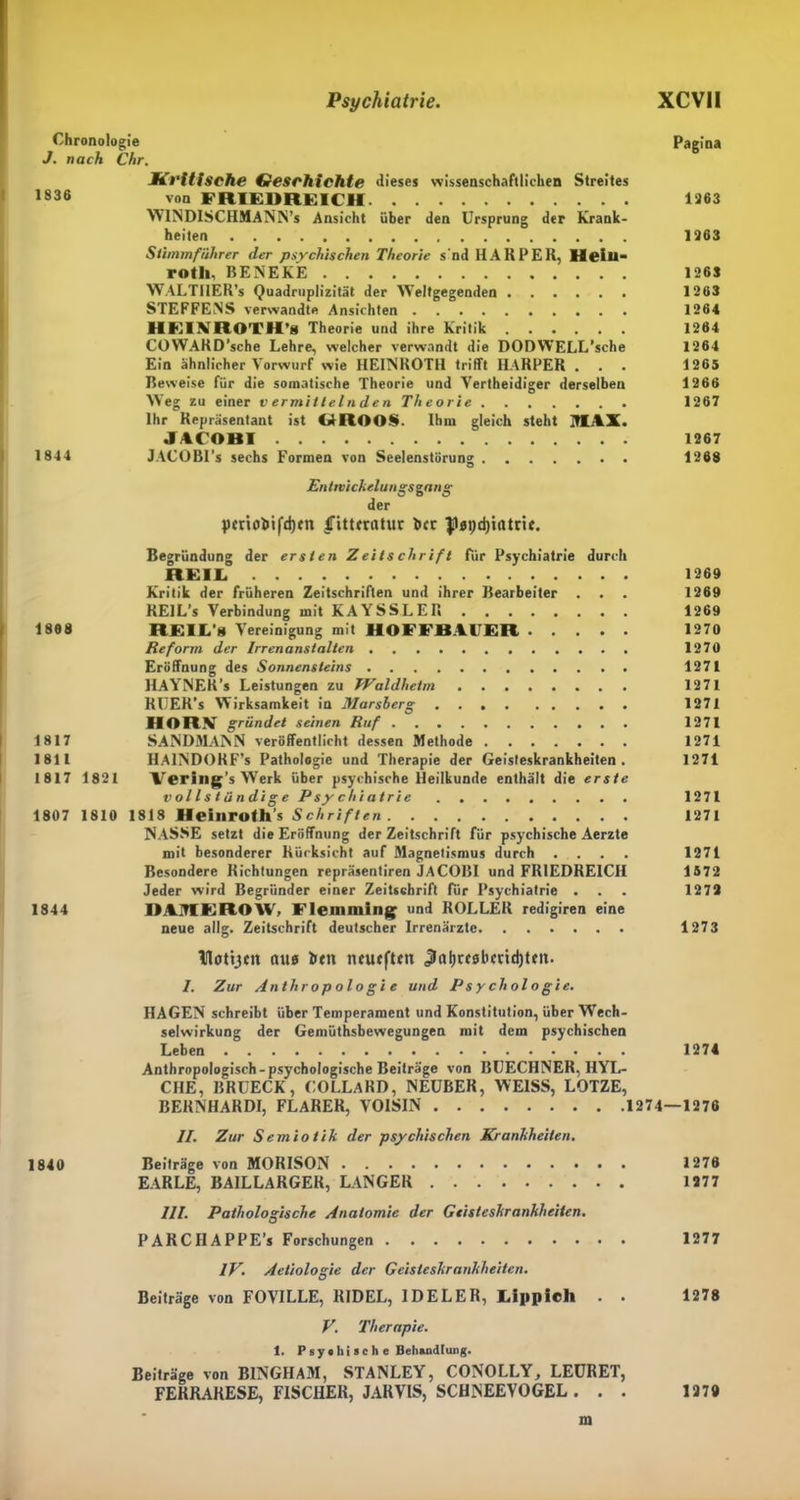 Psychiatrie. XCVII
Chronologie Pagina
J. nach Chr.
Kritische Geschichte dieses wissenschaftlichen Streites
1836 von FRIEDREICH . . . . . . . . . . . 1263
WINDISCHMANN's Ansicht über den Ursprung der Krank-
heiten . . . . . . . . . . . . . . . . . 1263
Stimmführer der psychischen Theorie sind HARPER, Hein-
roth, BENEKE . . . . . . . . . . . . . 1263
WALTHER's Quadruplizität der Weltgegenden . . . . . . 1263
STEFFENS verwandte Ansichten . . . . . . . . . . 1264
HEINROTH's Theorie und ihre Kritik . . . . . . 1264
COWARD'sche Lehre, welcher verwandt die DODWELL'sche 1264
Ein ähnlicher Vorwurf wie HEINROTH trifft HARPER . . . 1265
Beweise für die somatische Theorie und Vertheidiger derselben 1266
Weg zu einer vermittelnden Theorie . . . . . . . 1267
Ihr Repräsentant ist GROOS. Ihm gleich steht MAX.
JACOBI . . . . . . . . . . . . . . . . 1267
1844 JACOBI's sechs Formen von Seelenstörung . . . . . . . 1268
Entwickelungsgang
der
periodischen Litteratur der Psychiatrie.
Begründung der ersten Zeitschrift für Psychiatrie durch
REIL . . . . . . . . . . . . . . . . . 1269
Kritik der früheren Zeitschriften und ihrer Bearbeiter . . . 1269
REIL's Verbindung mit KAYSSLER . . . . . . . . 1269
1808 REIL's Vereinigung mit HOFFBAUER . . . . . 1270
Reform der Irrenanstalten . . . . . . . . . . . . 1270
Eröffnung des Sonnensteins . . . . . . . . . . . . 1271
HAYNER's Leistungen zu Waldheim . . . . . . . . 1271
RUER's Wirksamkeit in Marsberg . . . . . . . . . 1271
HORN gründet seinen Ruf . . . . . . . . . . . 1271
1817 SANDMANN veröffentlicht dessen Methode . . . . . . . 1271
1811 HAINDORF's Pathologie und Therapie der Geisteskrankheiten . 1271
1817 1821 Vering's Werk über psychische Heilkunde enthält die erste
vollständige Psychiatrie . . . . . . . . . 1271
1807 1810 1818 Heinroth's Schriften . . . . . . . . . . 1271
NASSE setzt die Eröffnung der Zeitschrift für psychische Aerzte
mit besonderer Rücksicht auf Magnetismus durch . . . . 1271
Besondere Richtungen repräsentiren JACOBI und FRIEDREICH 1572
Jeder wird Begründer einer Zeitschrift für Psychiatrie . . . 1272
1844 DAMEROW, Flemming und ROLLER redigiren eine
neue allg. Zeitschrift deutscher Irrenärzte. . . . . . . 1273
Notizen aus den neuesten Jahresberichten.
I. Zur Anthropologie und Psychologie.
HAGEN schreibt über Temperament und Konstitution, über Wech-
selwirkung der Gemüthsbewegungen mit dem psychischen
Leben . . . . . . . . . . . . . . . . . . 1274
Anthropologisch-psychologische Beiträge von BUECHNER, HYL-
CHE, BRUECK, COLLARD, NEUBER, WEISS, LOTZE,
BERNHARDI, FLARER, VOISIN . . . . . . . . .1274—1276
II. Zur Semiotik der psychischen Krankheiten.
1840 Beiträge von MORISON . . . . . . . . . . . . . 1276
EARLE, BAILLARGER, LANGER . . . . . . . . . 1277
III. Pathologische Anatomie der Geisteskrankheiten.
PARCHAPPE's Forschungen . . . . . . . . . . . 1277
IV. Aetiologie der Geisteskrankheiten.
Beiträge von FOVILLE, RIDEL, IDELER, Lippich . . 1278
V. Therapie.
1. Psychische Behandlung.
Beiträge von BINGHAM, STANLEY, CONOLLY, LEURET,
FERRARESE, FISCHER, JARVIS, SCHNEEVOGEL . . . 1279
m